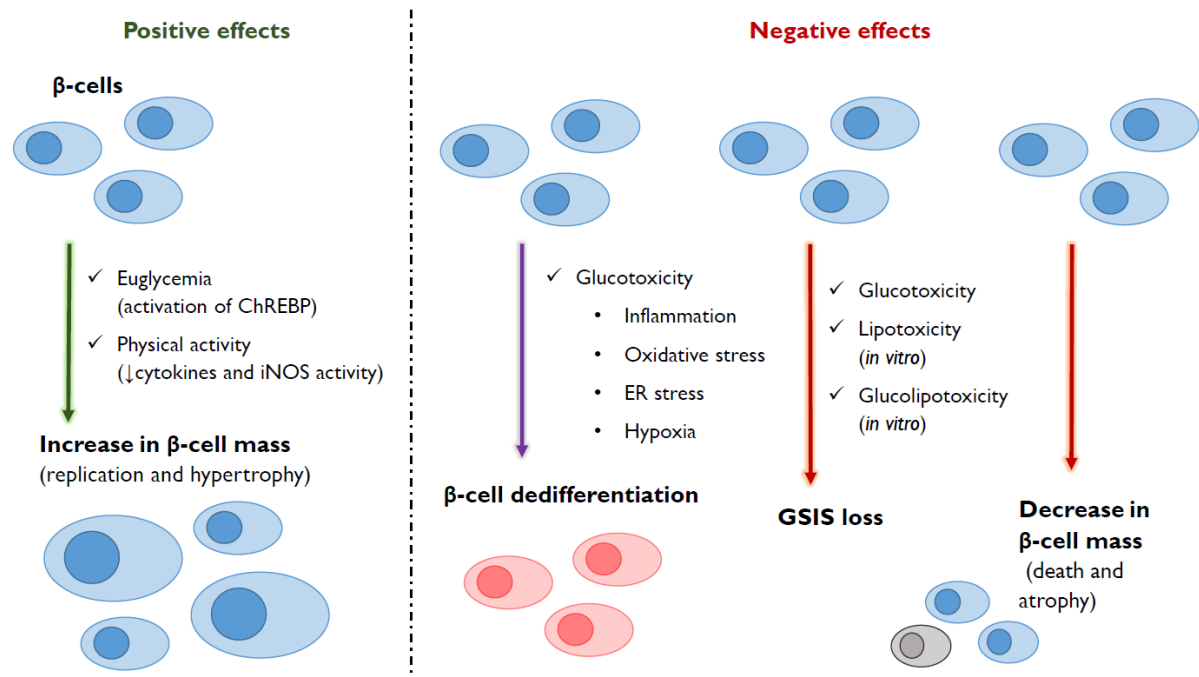 Positive effects
β-cells
✓ Euglycemia
(activation of ChREBP)
✓ Physical activity
(↓cytokines and iNOS activity)
Increase in β-cell mass
(replication and hypertrophy)
Negative effects
✓ Glucotoxicity
• Inflammation
• Oxidative stress
• ER stress
• Hypoxia
β-cell dedifferentiation
✓ Glucotoxicity
✓ Lipotoxicity
(in vitro)
✓ Glucolipotoxicity
(in vitro)
GSIS loss
Decrease in
β-cell mass
(death and
atrophy)